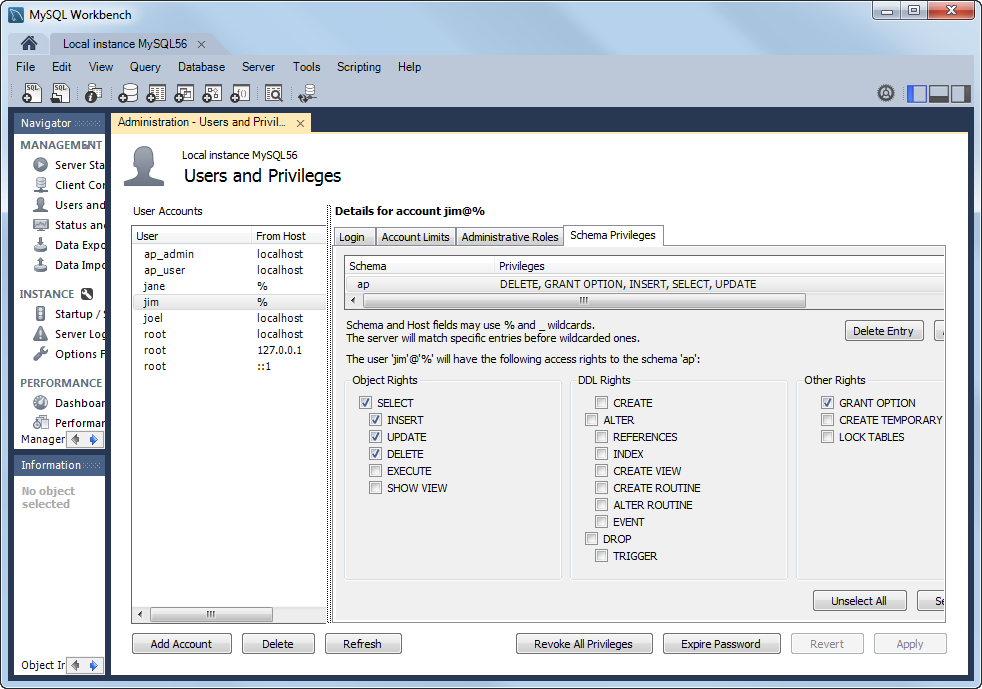 MySQL Workbench
Local instance MySQL56
File Edit View Query Database Server Tools Scripting Help
Navigator
MANAGEMENT
Server Sta
Client Cor
Users and
Status and
Data Expo
Data Impo
INSTANCE
Startup / S
Server Log
Options F
PERFORMANCE
Dashboar
Performar
Manager
Information
No object
selected
Object Ir
Administration - Users and Privil...
Local instance MySQL56
Users and Privileges
User Accounts
User From Host
ap_admin localhost
ap_user localhost
jane %
jim %
joel localhost
root localhost
root 127.0.0.1
root ::1
Add Account Delete Refresh
Details for account jim@%
Login Account Limits Administrative Roles Schema Privileges
Schema Privileges
ap DELETE, GRANT OPTION, INSERT, SELECT, UPDATE
Schema and Host fields may use % and _ wildcards.
The server will match specific entries before wildcarded ones.
Delete Entry
The user 'jim'@'%' will have the following access rights to the schema 'ap':
Object Rights
SELECT
INSERT
UPDATE
DELETE
EXECUTE
SHOW VIEW
DDL Rights
CREATE
ALTER
REFERENCES
INDEX
CREATE VIEW
CREATE ROUTINE
ALTER ROUTINE
EVENT
DROP
TRIGGER
Other Rights
GRANT OPTION
CREATE TEMPORARY
LOCK TABLES
Unselect All Se
Revoke All Privileges Expire Password Revert Apply